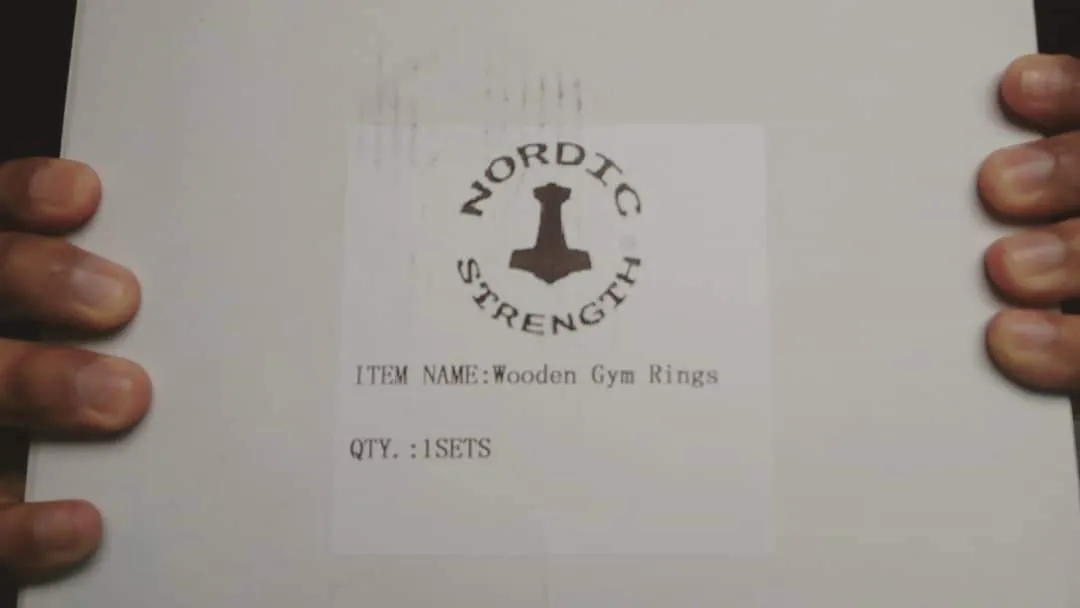 NORDIC
STRENGTH
ITEM NAME:Wooden Gym Rings
QTY.:1SETS